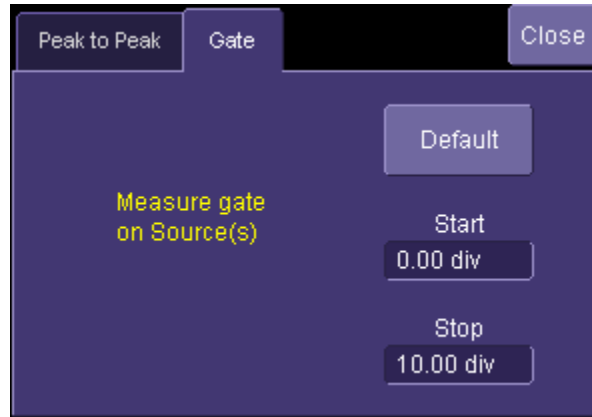 Peak to Peak
Gate
Close
Default
Measure gate
on Source(s)
Start
0.00 div
Stop
10.00 div